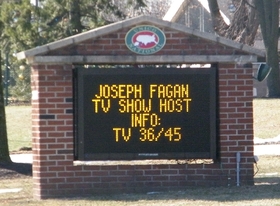 JOSEPH FAGAN
TV SHOW HOST
INFO:
TV 36/45